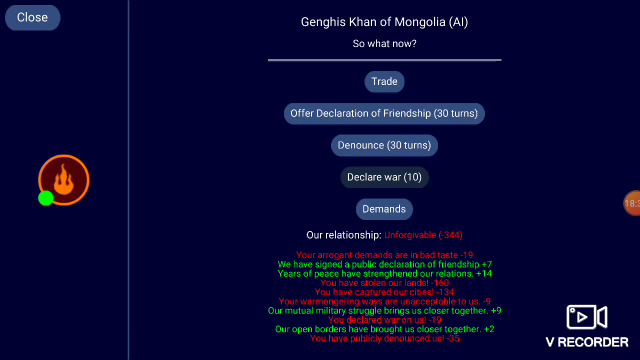 Close
Genghis Khan of Mongolia (AI)
So what now?
Trade
Offer Declaration of Friendship (30 turns)
Denounce (30 turns)
Declare war (10)
Demands
Our relationship: Unforgivable (-344)
Your arrogant demands are in bad taste -19
We have signed a public declaration of friendship +7
Years of peace have strengthened our relations. +14
You have stolen our lands! -160
You have captured our cities! -134
Your warmongering ways are unacceptable to us. -9
Our mutual military struggle brings us closer together. +9
You declared war on us! -19
Our open borders have brought us closer together. +2
You have publicly denounced us! -35
V RECORDER